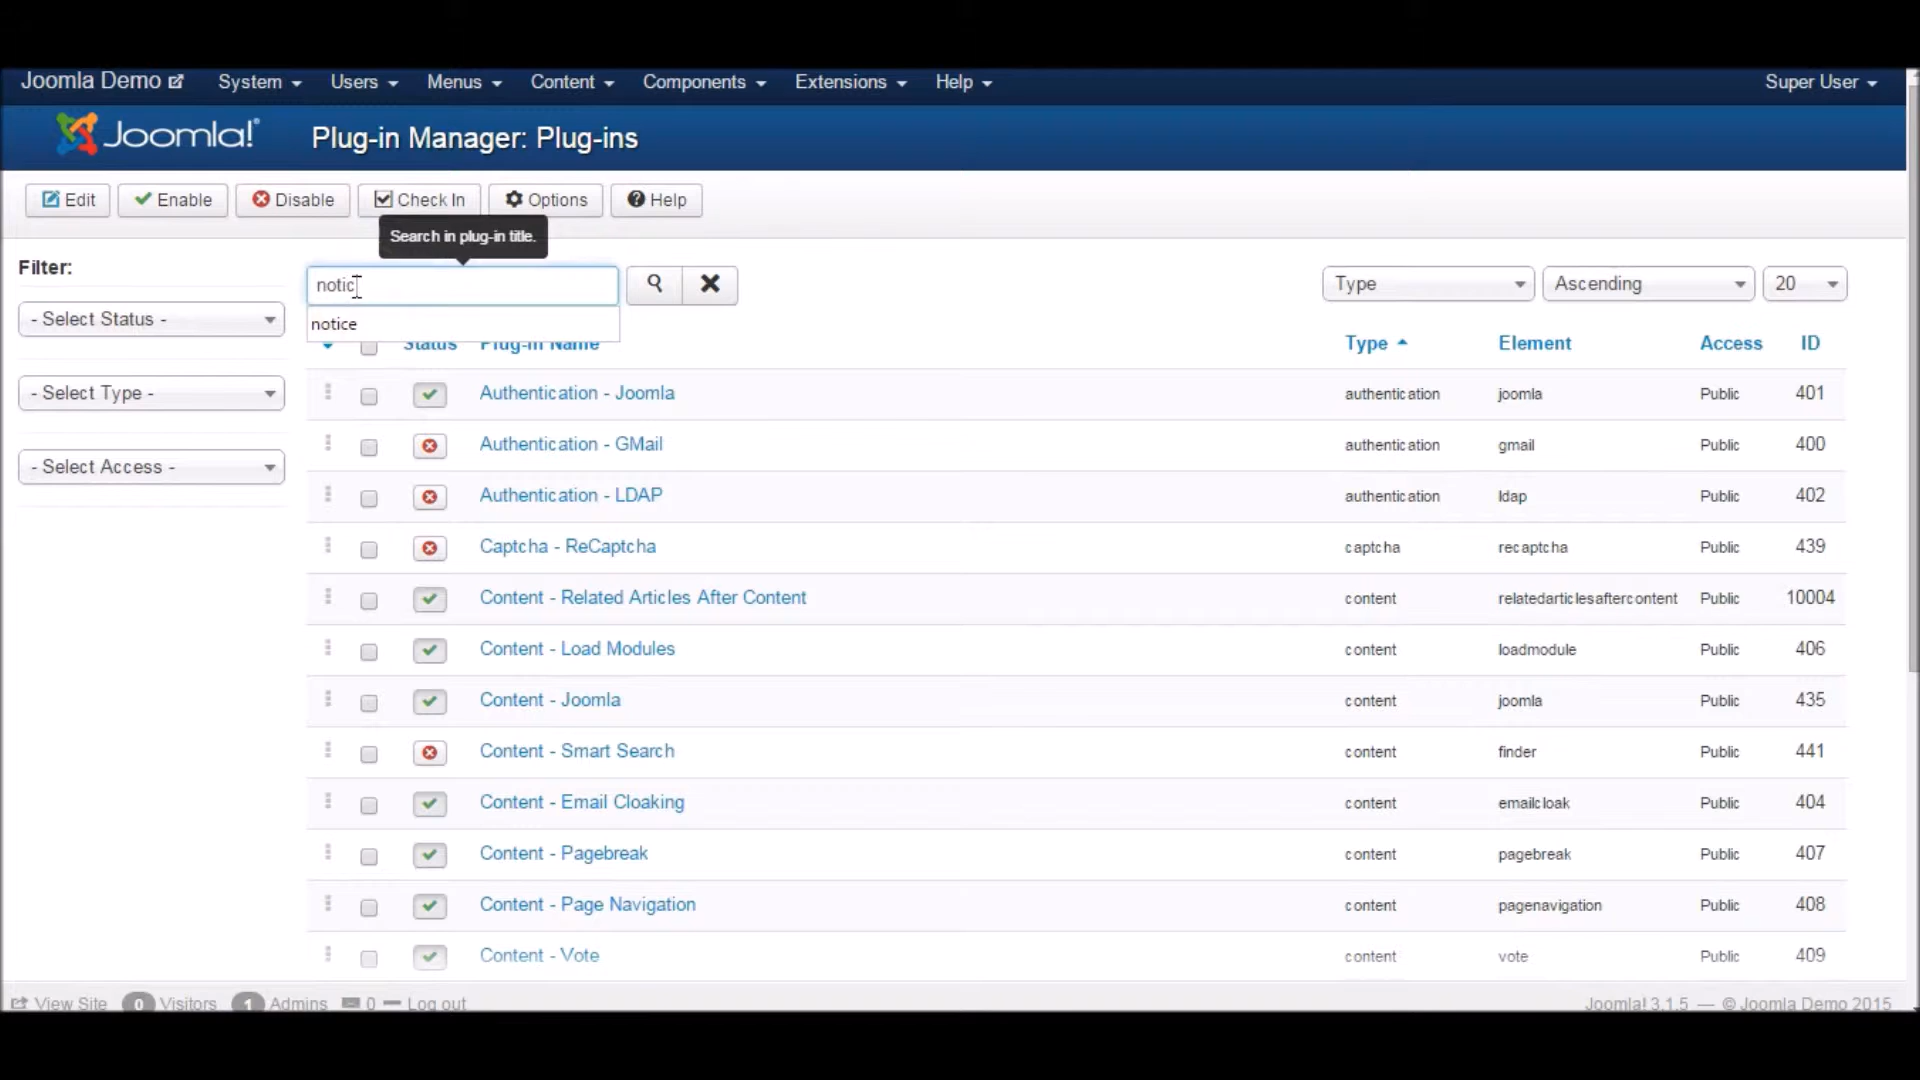 Joomla Demo System Users Menus Content Components Extensions Help Super User
Joomla! Plug-in Manager: Plug-ins
Edit Enable Disable Check In Options Help
Search in plug-in title.
Filter:
notic Type Ascending 20
- Select Status - notice
Status Plug-in Name Type Element Access ID
- Select Type - Authentication - Joomla authentication joomla Public 401
Authentication - GMail authentication gmail Public 400
- Select Access -
Authentication - LDAP authentication ldap Public 402
Captcha - ReCaptcha captcha recaptcha Public 439
Content - Related Articles After Content content relatedarticlesaftercontent Public 10004
Content - Load Modules content loadmodule Public 406
Content - Joomla content joomla Public 435
Content - Smart Search content finder Public 441
Content - Email Cloaking content emailcloak Public 404
Content - Pagebreak content pagebreak Public 407
Content - Page Navigation content pagenavigation Public 408
Content - Vote content vote Public 409
View Site 0 Visitors 1 Admins 0 Log out Joomla! 3.1.5 — © Joomla Demo 2015